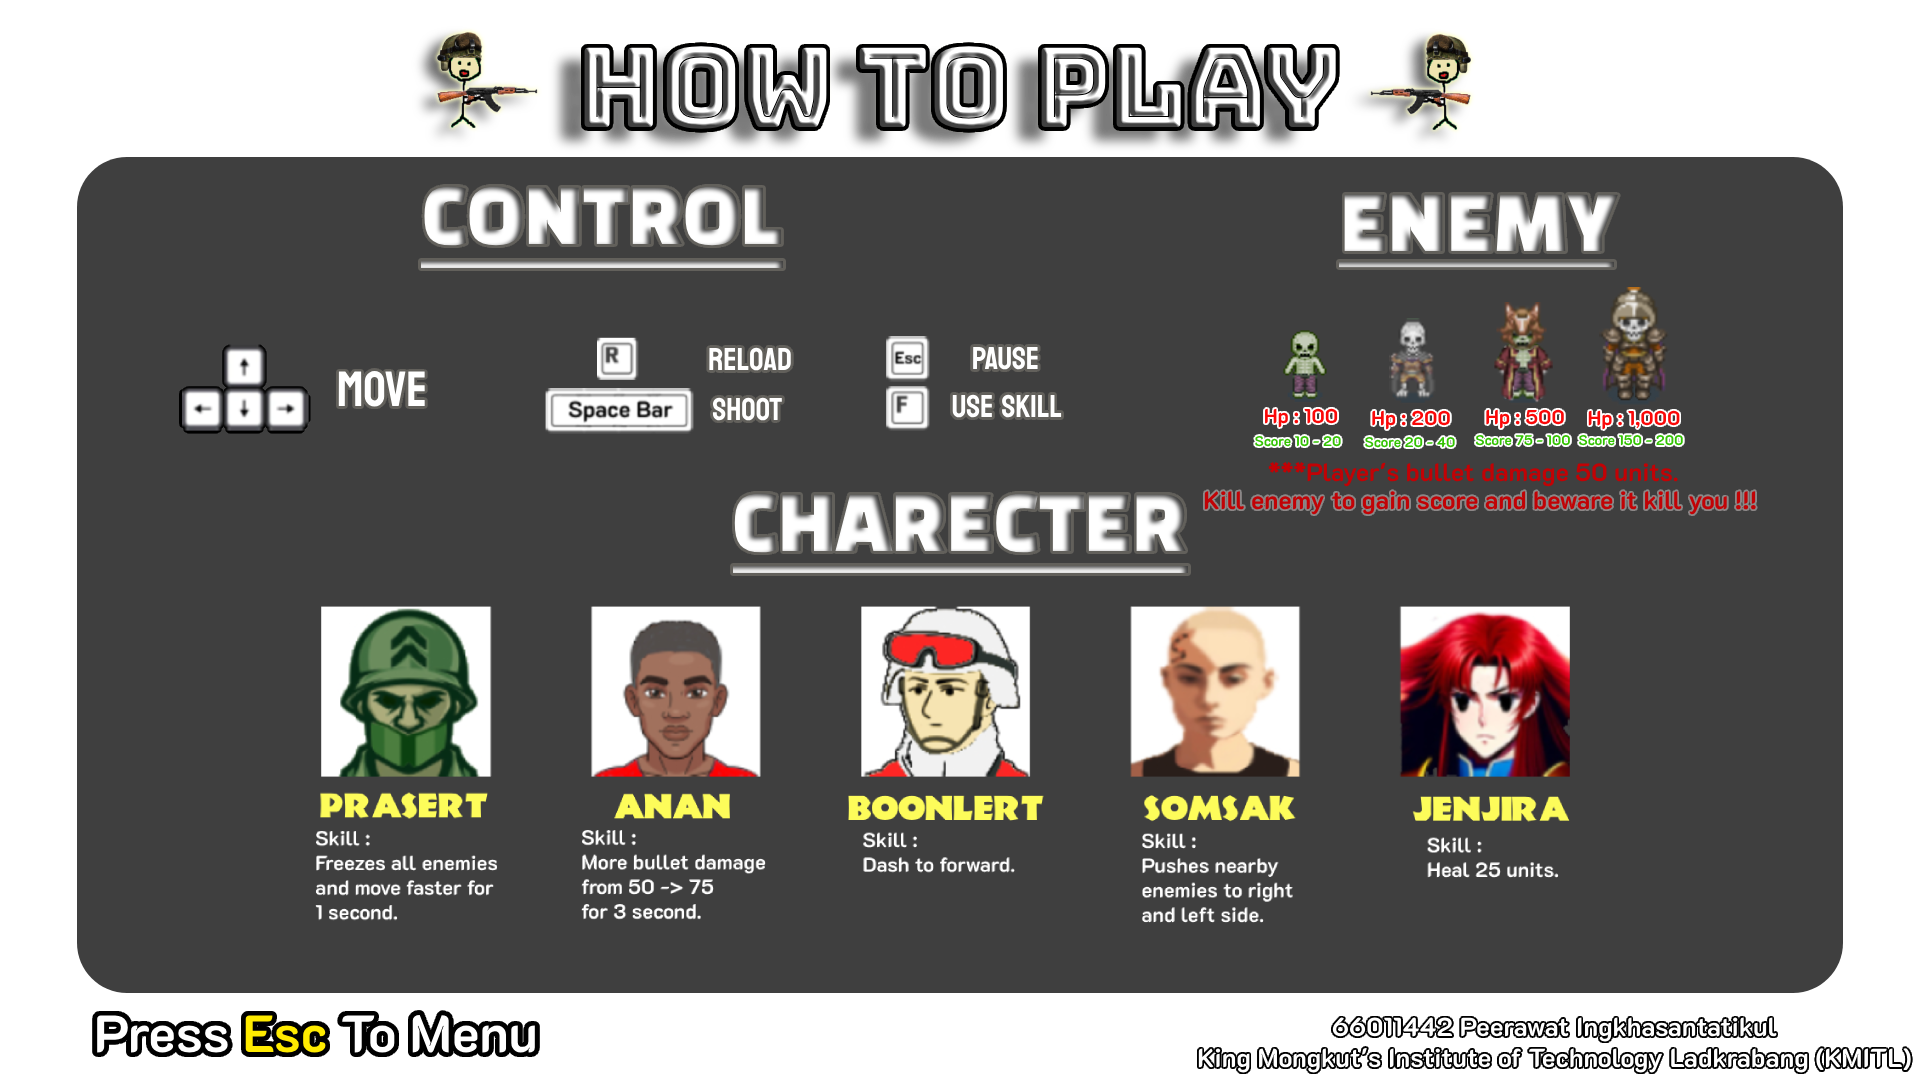 HOW TO PLAY
CONTROL
ENEMY
MOVE
R
RELOAD
Space Bar
SHOOT
Esc
PAUSE
F
USE SKILL
Hp : 100
Hp : 200
Hp : 500
Hp : 1,000
Score 10 - 20
Score 20 - 40
Score 75 - 100
Score 150 - 200
***Player's bullet damage 50 units.
Kill enemy to gain score and beware it kill you !!!
CHARECTER
PRASERT
Skill :
Freezes all enemies
and move faster for
1 second.
ANAN
Skill :
More bullet damage
from 50 -> 75
for 3 second.
BOONLERT
Skill :
Dash to forward.
SOMSAK
Skill :
Pushes nearby
enemies to right
and left side.
JENJIRA
Skill :
Heal 25 units.
Press Esc To Menu
66011442 Peerawat Ingkhasantatikul
King Mongkut's Institute of Technology Ladkrabang (KMITL)